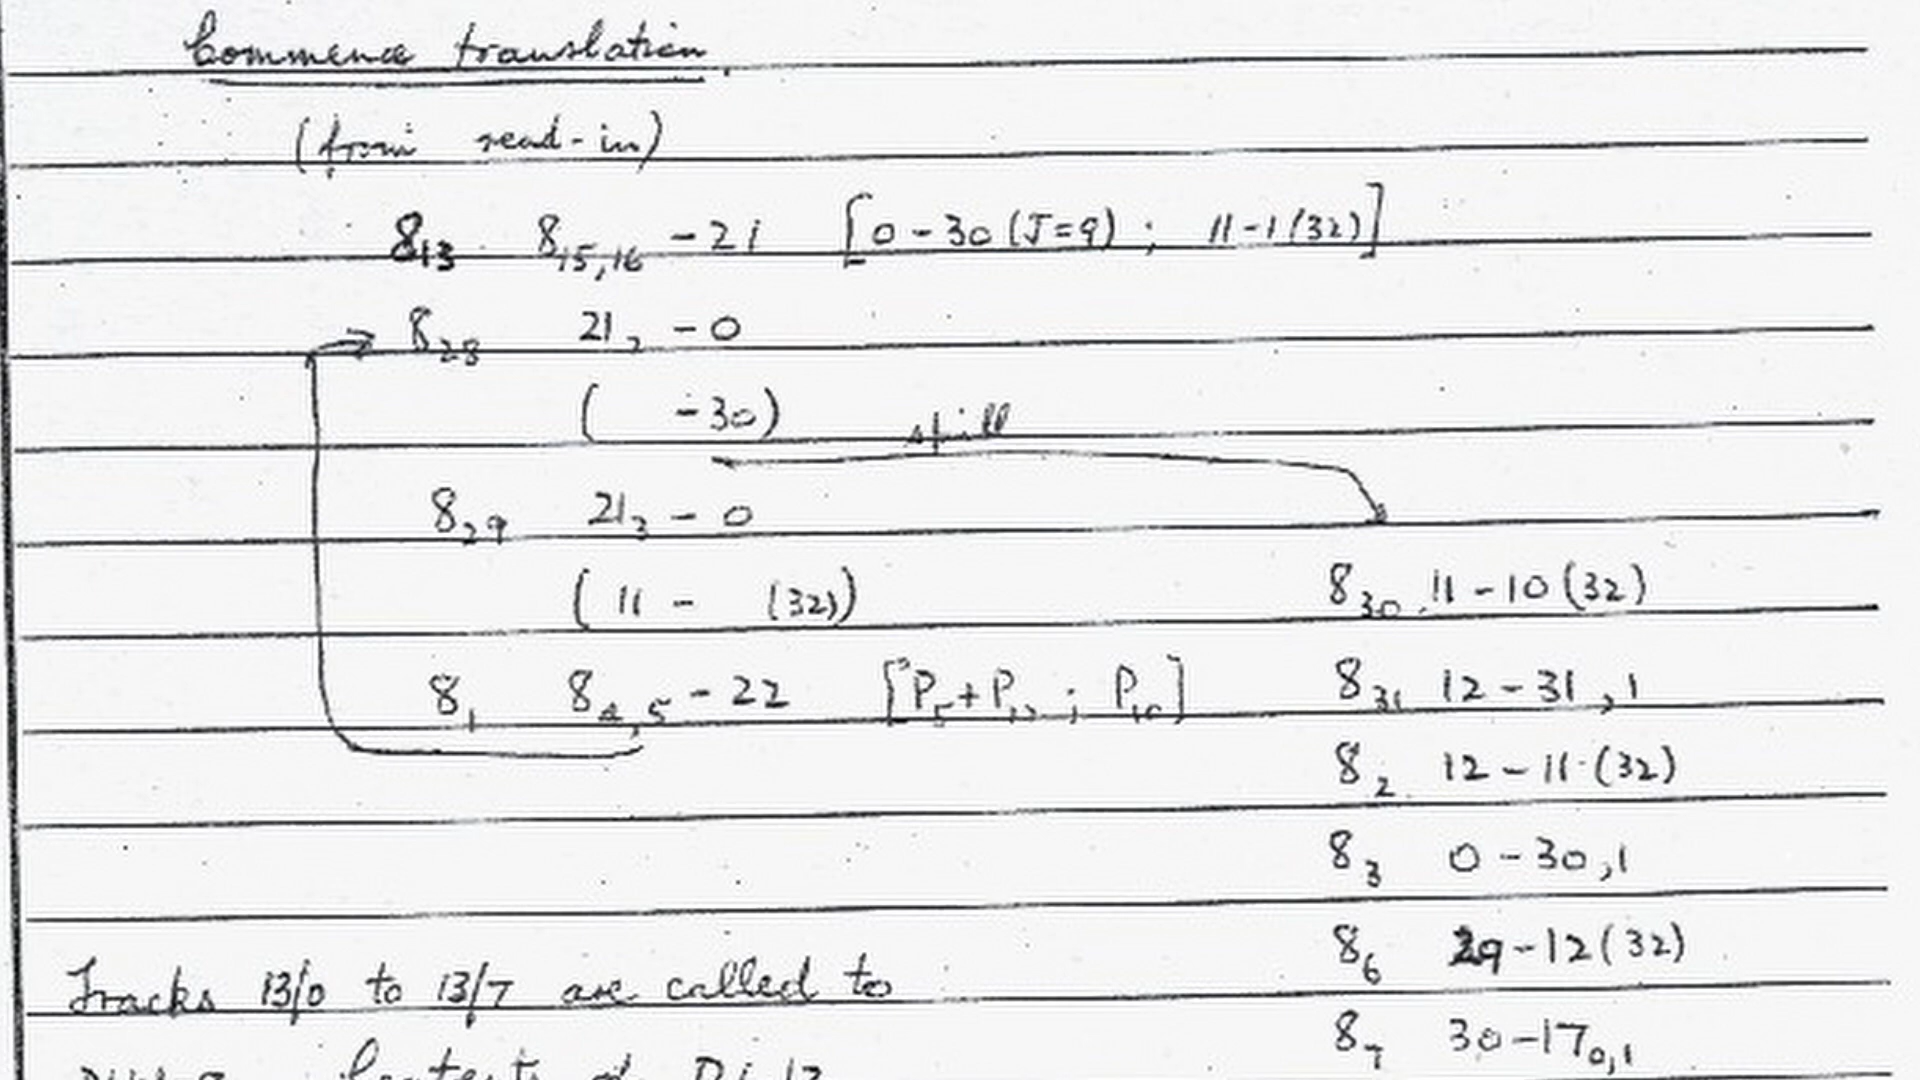 Commence translation.
(from read-in)
8₁₃ 8₁₅,₁₆ - 21 [0 - 30 (J=9) ; 11 - 1 (32)]
→ 8₂₈ 21₂ - 0
( - 30)
spill
8₂₉ 21₃ - 0
( 11 - (32))
8₃₀ 11 - 10 (32)
8₁ 8₄,₅ - 22 [P₅ + P₁₂ ; P₁₀]
8₃₁ 12 - 31, 1
8₂ 12 - 11 (32)
8₃ 0 - 30, 1
8₆ 29 - 12 (32)
Tracks 13/0 to 13/7 are called to
8₇ 30 - 17₀,₁
Contents of